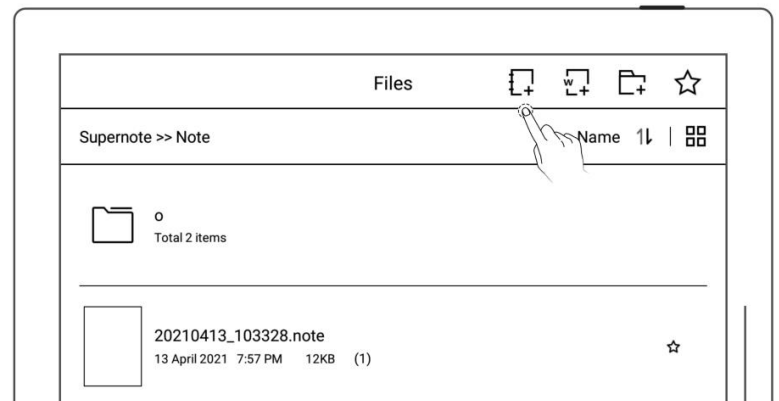 Files
W
Supernote >> Note
Name
o
Total 2 items
20210413_103328.note
13 April 2021 7:57 PM 12KB (1)